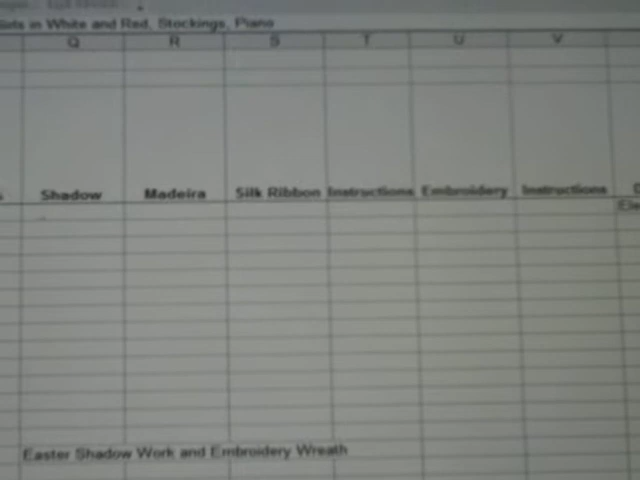 in White and Red, Stockings, Piano
Q R S T U V
Shadow Madeira Silk Ribbon Instructions Embroidery Instructions
Easter Shadow Work and Embroidery Wreath